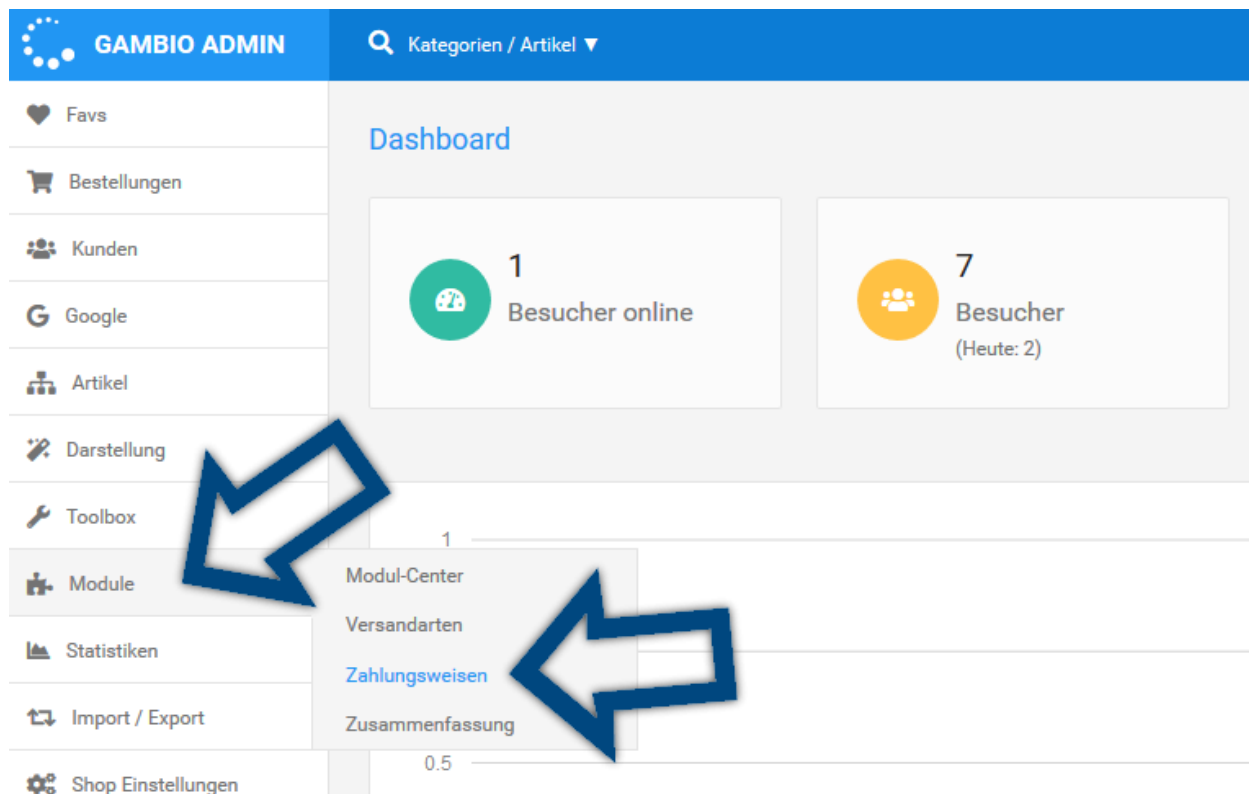 GAMBIO ADMIN
Kategorien / Artikel ▼
Favs
Bestellungen
Kunden
Google
Artikel
Darstellung
Toolbox
Module
Statistiken
Import / Export
Shop Einstellungen
Dashboard
1
Besucher online
7
Besucher
(Heute: 2)
1
Modul-Center
Versandarten
Zahlungsweisen
Zusammenfassung
0.5